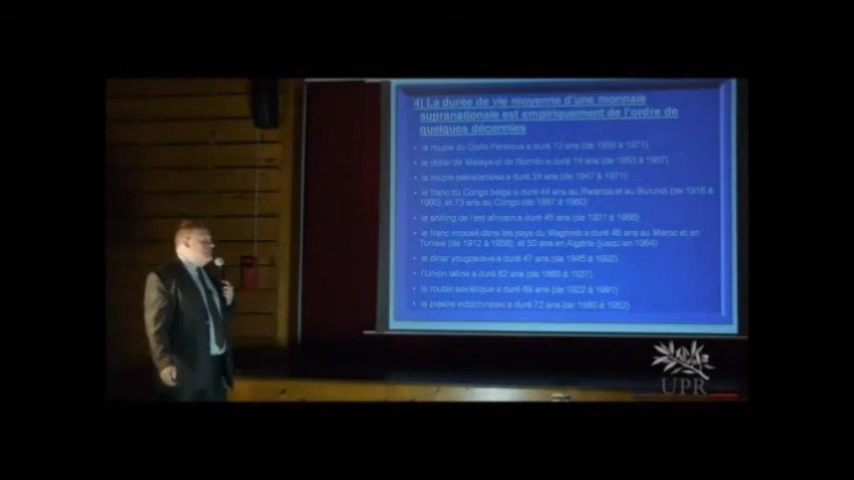 4) La durée de vie moyenne d'une monnaie
supranationale est empiriquement de l'ordre de
quelques décennies
• la roupie du Golfe Persique a duré 12 ans (de 1959 à 1971)
• le dollar de Malaya et de Bornéo a duré 14 ans (de 1953 à 1967)
• la roupie pakistanaise a duré 24 ans (de 1947 à 1971)
• le franc du Congo belge a duré 44 ans au Rwanda et au Burundi (de 1916 à
1960), et 73 ans au Congo (de 1887 à 1960)
• le shilling de l'est africain a duré 45 ans (de 1921 à 1966)
• le franc imposé dans les pays du Maghreb a duré 46 ans au Maroc et en
Tunisie (de 1912 à 1958), et ans en Algérie (jusqu'en 1964)
• le dinar yougoslave a duré 47 ans (de 1945 à 1992)
• l'Union latine a duré 62 ans (de 1865 à 1927)
• le rouble soviétique a duré 69 ans (de 1922 à 1991)
• la piastre indochinoise a duré 72 ans (de 1880 à 1952)
UPR